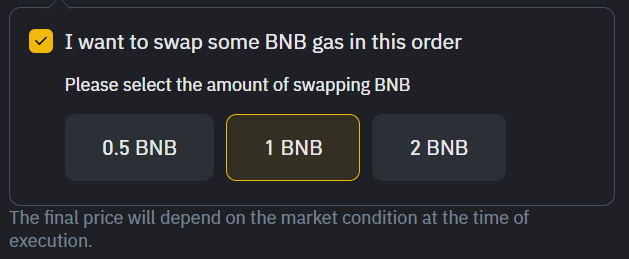 I want to swap some BNB gas in this order
Please select the amount of swapping BNB
0.5 BNB
1 BNB
2 BNB
The final price will depend on the market condition at the time of
execution.